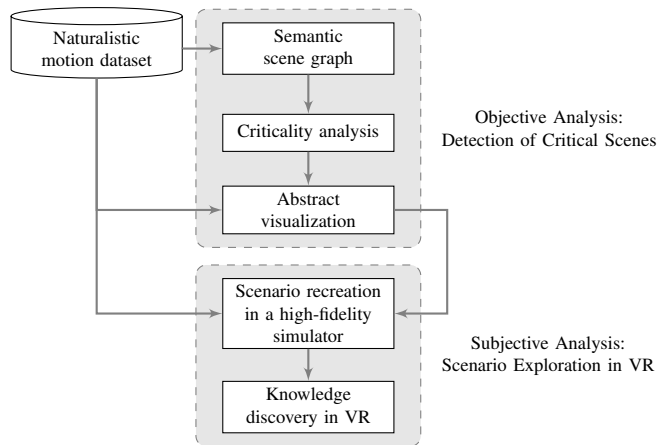 Naturalistic
motion dataset
Semantic
scene graph
Criticality analysis
Abstract
visualization
Objective Analysis:
Detection of Critical Scenes
Scenario recreation
in a high-fidelity
simulator
Knowledge
discovery in VR
Subjective Analysis:
Scenario Exploration in VR